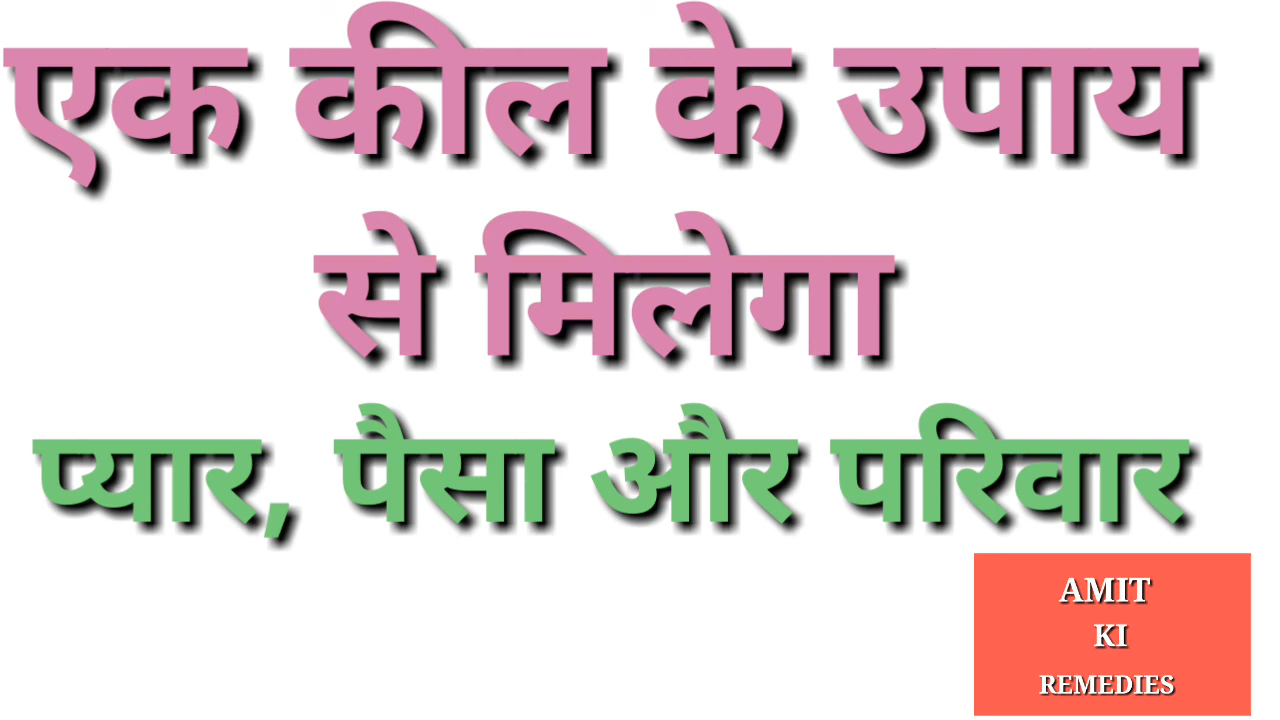 एक कील के उपाय
से मिलेगा
प्यार, पैसा और परिवार
AMIT
KI
REMEDIES